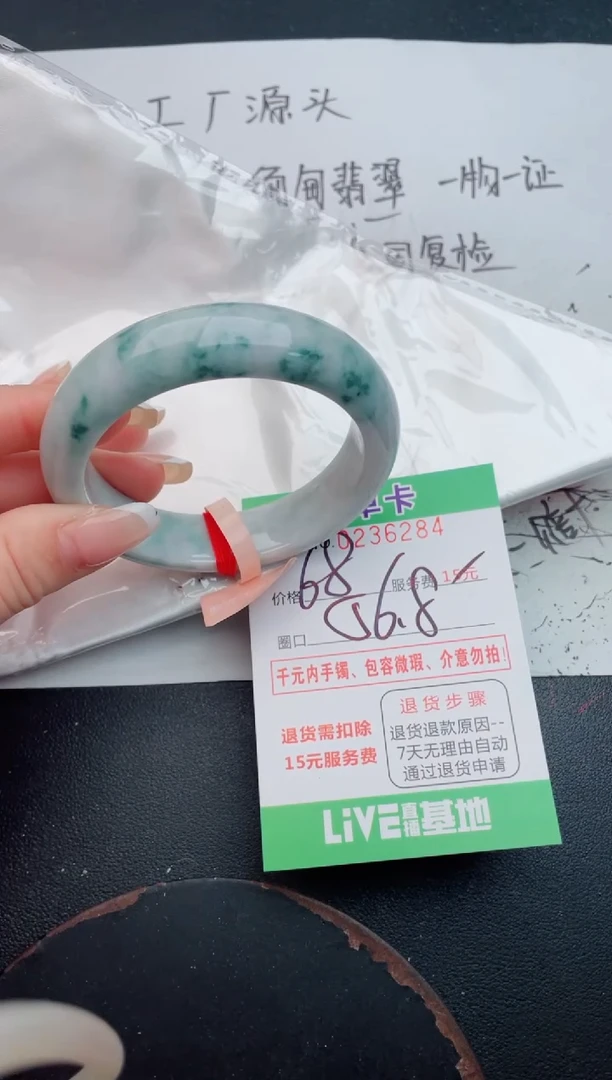 工厂源头
缅甸翡翠 一物一证
国复检
卡
0236284
价格 68 服务费 15元
圈口 56.8
千元内手镯、包容微瑕、介意勿拍!
退货需扣除
15元服务费
退货步骤
退货退款原因--
7天无理由自动
通过退货申请
LiVE直播基地